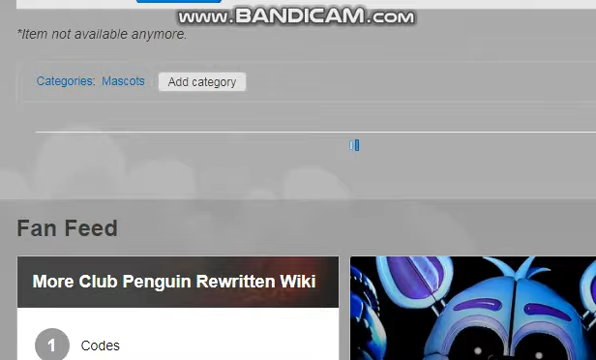 www.BANDICAM.com
*Item not available anymore.
Categories: Mascots Add category
Fan Feed
More Club Penguin Rewritten Wiki
1 Codes